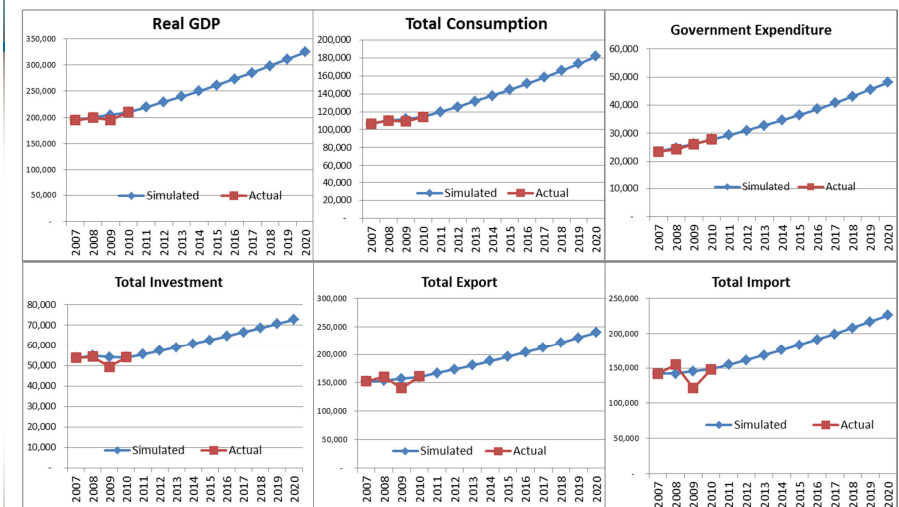 Real GDP
350,000
300,000
250,000
200,000
150,000
100,000
50,000
-
Simulated Actual
2007 2008 2009 2010 2011 2012 2013 2014 2015 2016 2017 2018 2019 2020
Total Consumption
200,000
180,000
160,000
140,000
120,000
100,000
80,000
60,000
40,000
20,000
-
Simulated Actual
2007 2008 2009 2010 2011 2012 2013 2014 2015 2016 2017 2018 2019 2020
Government Expenditure
60,000
50,000
40,000
30,000
20,000
10,000
-
Simulated Actual
2007 2008 2009 2010 2011 2012 2013 2014 2015 2016 2017 2018 2019 2020
Total Investment
80,000
70,000
60,000
50,000
40,000
30,000
20,000
10,000
-
Simulated Actual
2007 2008 2009 2010 2011 2012 2013 2014 2015 2016 2017 2018 2019 2020
Total Export
300,000
250,000
200,000
150,000
100,000
50,000
-
Simulated Actual
2007 2008 2009 2010 2011 2012 2013 2014 2015 2016 2017 2018 2019 2020
Total Import
250,000
200,000
150,000
100,000
50,000
-
Simulated Actual
2007 2008 2009 2010 2011 2012 2013 2014 2015 2016 2017 2018 2019 2020